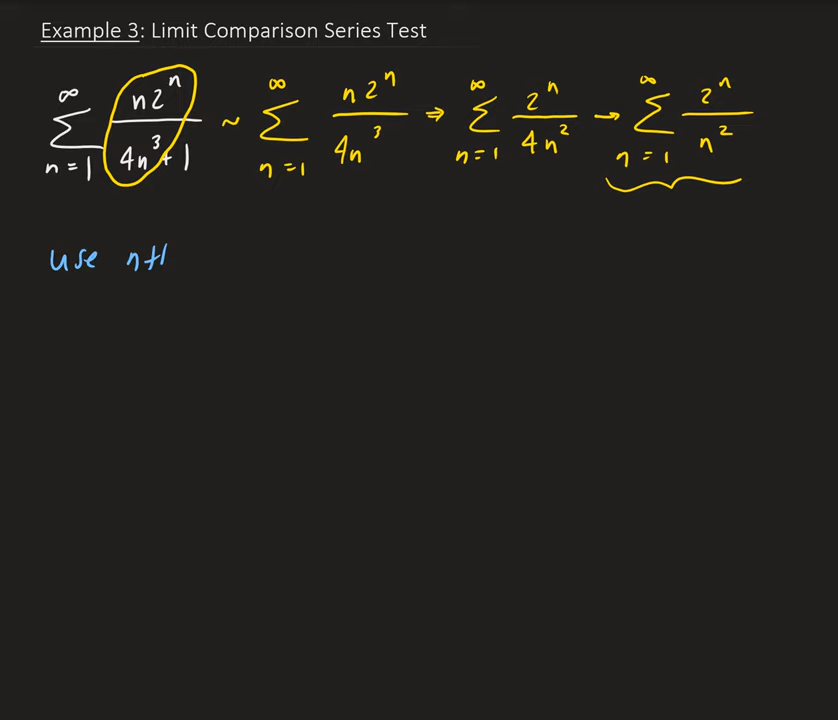 Example 3: Limit Comparison Series Test
∞ ∑ n=1 n2^n / 4n^3 + 1 ~ ∞ ∑ n=1 n2^n / 4n^3 ⇒ ∞ ∑ n=1 2^n / 4n^2 → ∞ ∑ n=1 2^n / n^2
use nth